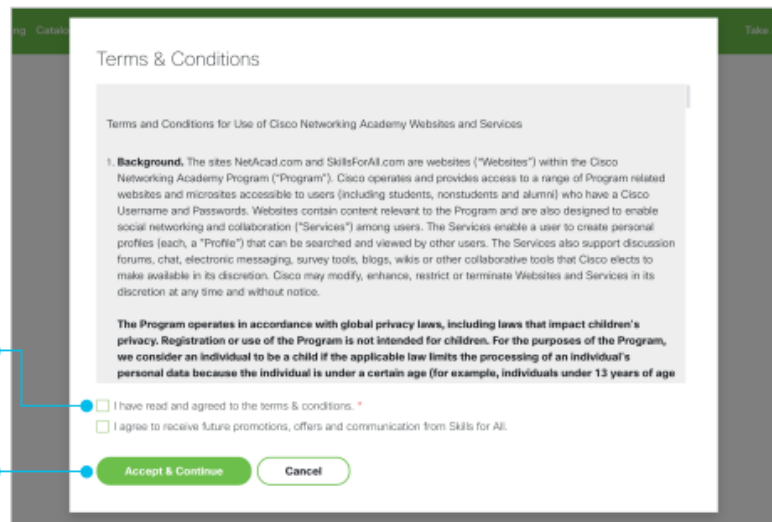 ng Catalo
Take
Terms & Conditions
Terms and Conditions for Use of Cisco Networking Academy Websites and Services
1. Background. The sites NetAcad.com and SkillsForAll.com are websites ("Websites") within the Cisco
Networking Academy Program ("Program"). Cisco operates and provides access to a range of Program related
websites and microsites accessible to users (including students, nonstudents and alumni) who have a Cisco
Username and Passwords. Websites contain content relevant to the Program and are also designed to enable
social networking and collaboration ("Services") among users. The Services enable a user to create personal
profiles (each, a "Profile") that can be searched and viewed by other users. The Services also support discussion
forums, chat, electronic messaging, survey tools, blogs, wikis or other collaborative tools that Cisco elects to
make available in its discretion. Cisco may modify, enhance, restrict or terminate Websites and Services in its
discretion at any time and without notice.
The Program operates in accordance with global privacy laws, including laws that impact children's
privacy. Registration or use of the Program is not intended for children. For the purposes of the Program,
we consider an individual to be a child if the applicable law limits the processing of an individual's
personal data because the individual is under a certain age (for example, individuals under 13 years of age
I have read and agreed to the terms & conditions. *
I agree to receive future promotions, offers and communication from Skills for All.
Accept & Continue Cancel